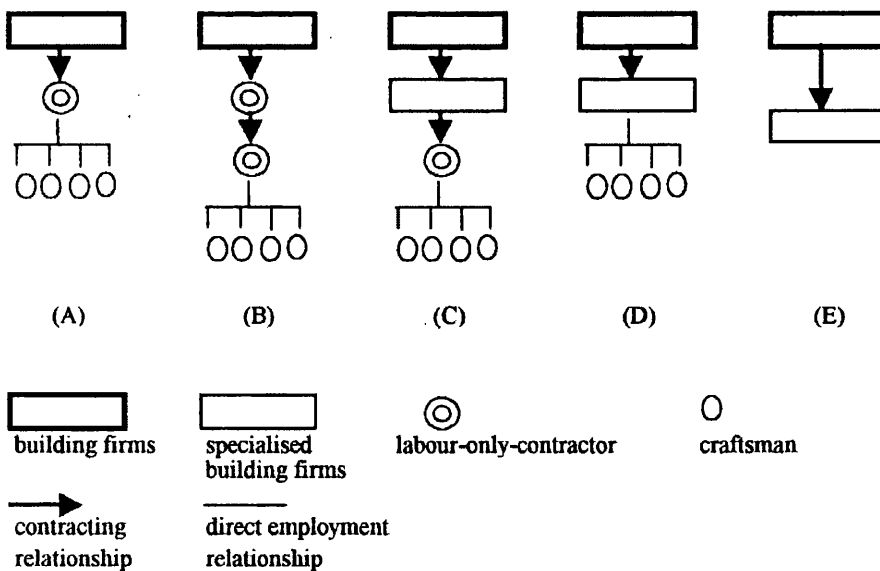 (A) (B) (C) (D) (E)
building firms
specialised
building firms
labour-only-contractor
craftsman
contracting
relationship
direct employment
relationship